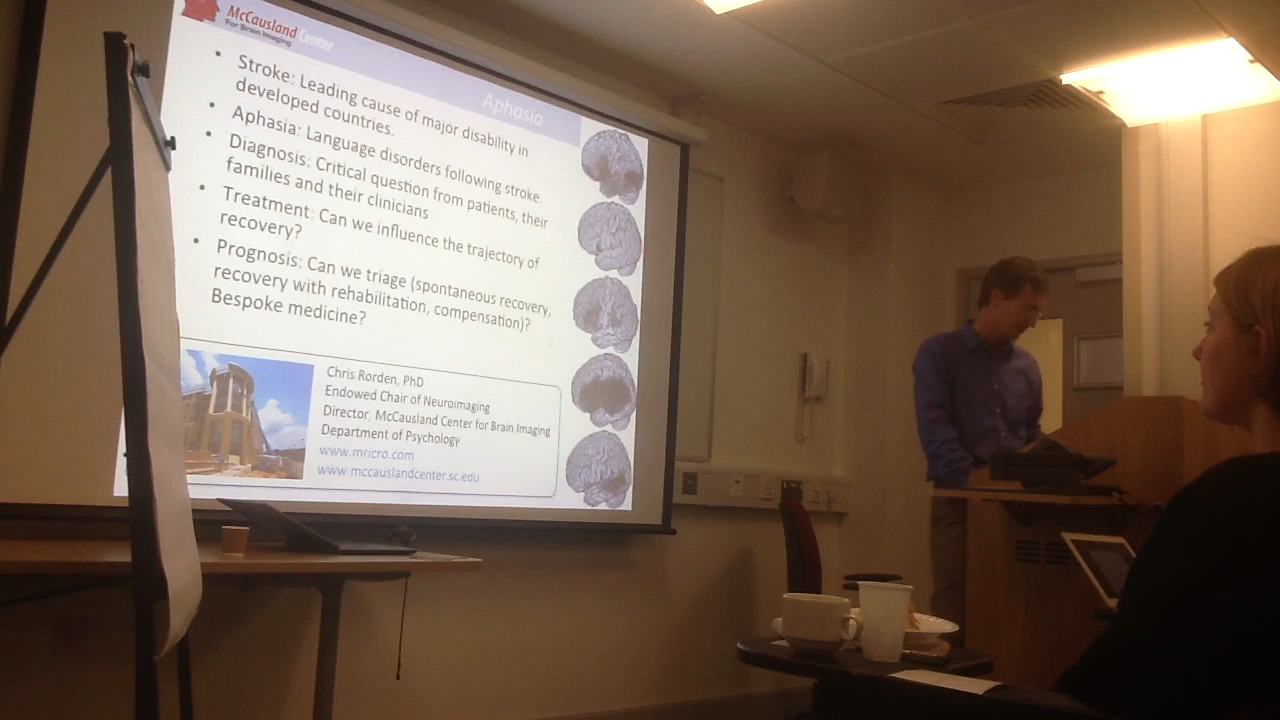 McCausland Center
For Brain Imaging
Aphasia
• Stroke: Leading cause of major disability in
developed countries.
• Aphasia: Language disorders following stroke.
• Diagnosis: Critical question from patients, their
families and their clinicians
• Treatment: Can we influence the trajectory of
recovery?
• Prognosis: Can we triage (spontaneous recovery,
recovery with rehabilitation, compensation)?
Bespoke medicine?
Chris Rorden, PhD
Endowed Chair of Neuroimaging
Director, McCausland Center for Brain Imaging
Department of Psychology
www.mricro.com
www.mccauslandcenter.sc.edu